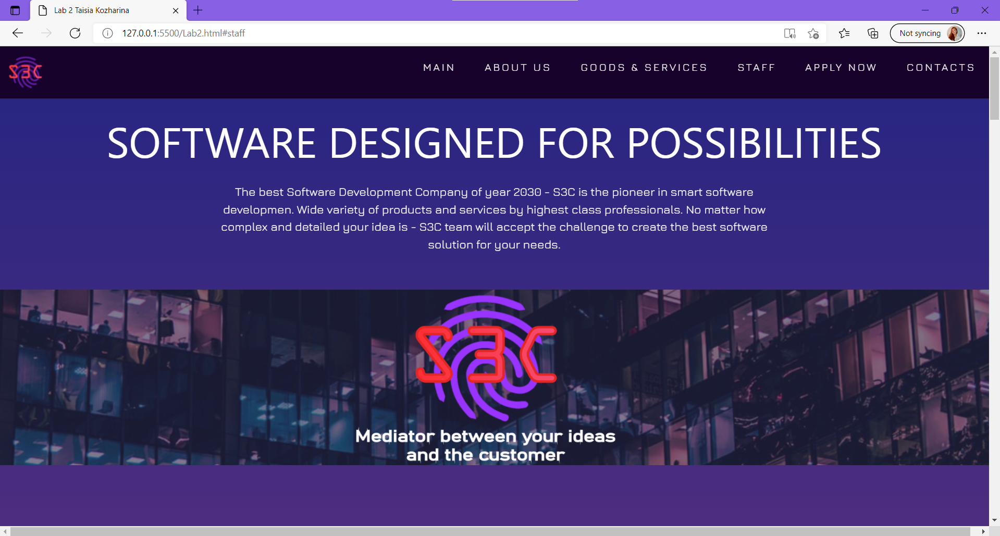 Lab 2 Taisia Kozharina
127.0.0.1:5500/Lab2.html#staff
Not syncing
S3C
MAIN
ABOUT US
GOODS & SERVICES
STAFF
APPLY NOW
CONTACTS
SOFTWARE DESIGNED FOR POSSIBILITIES
The best Software Development Company of year 2030 - S3C is the pioneer in smart software
developmen. Wide variety of products and services by highest class professionals. No matter how
complex and detailed your idea is - S3C team will accept the challenge to create the best software
solution for your needs.
S3C
Mediator between your ideas
and the customer